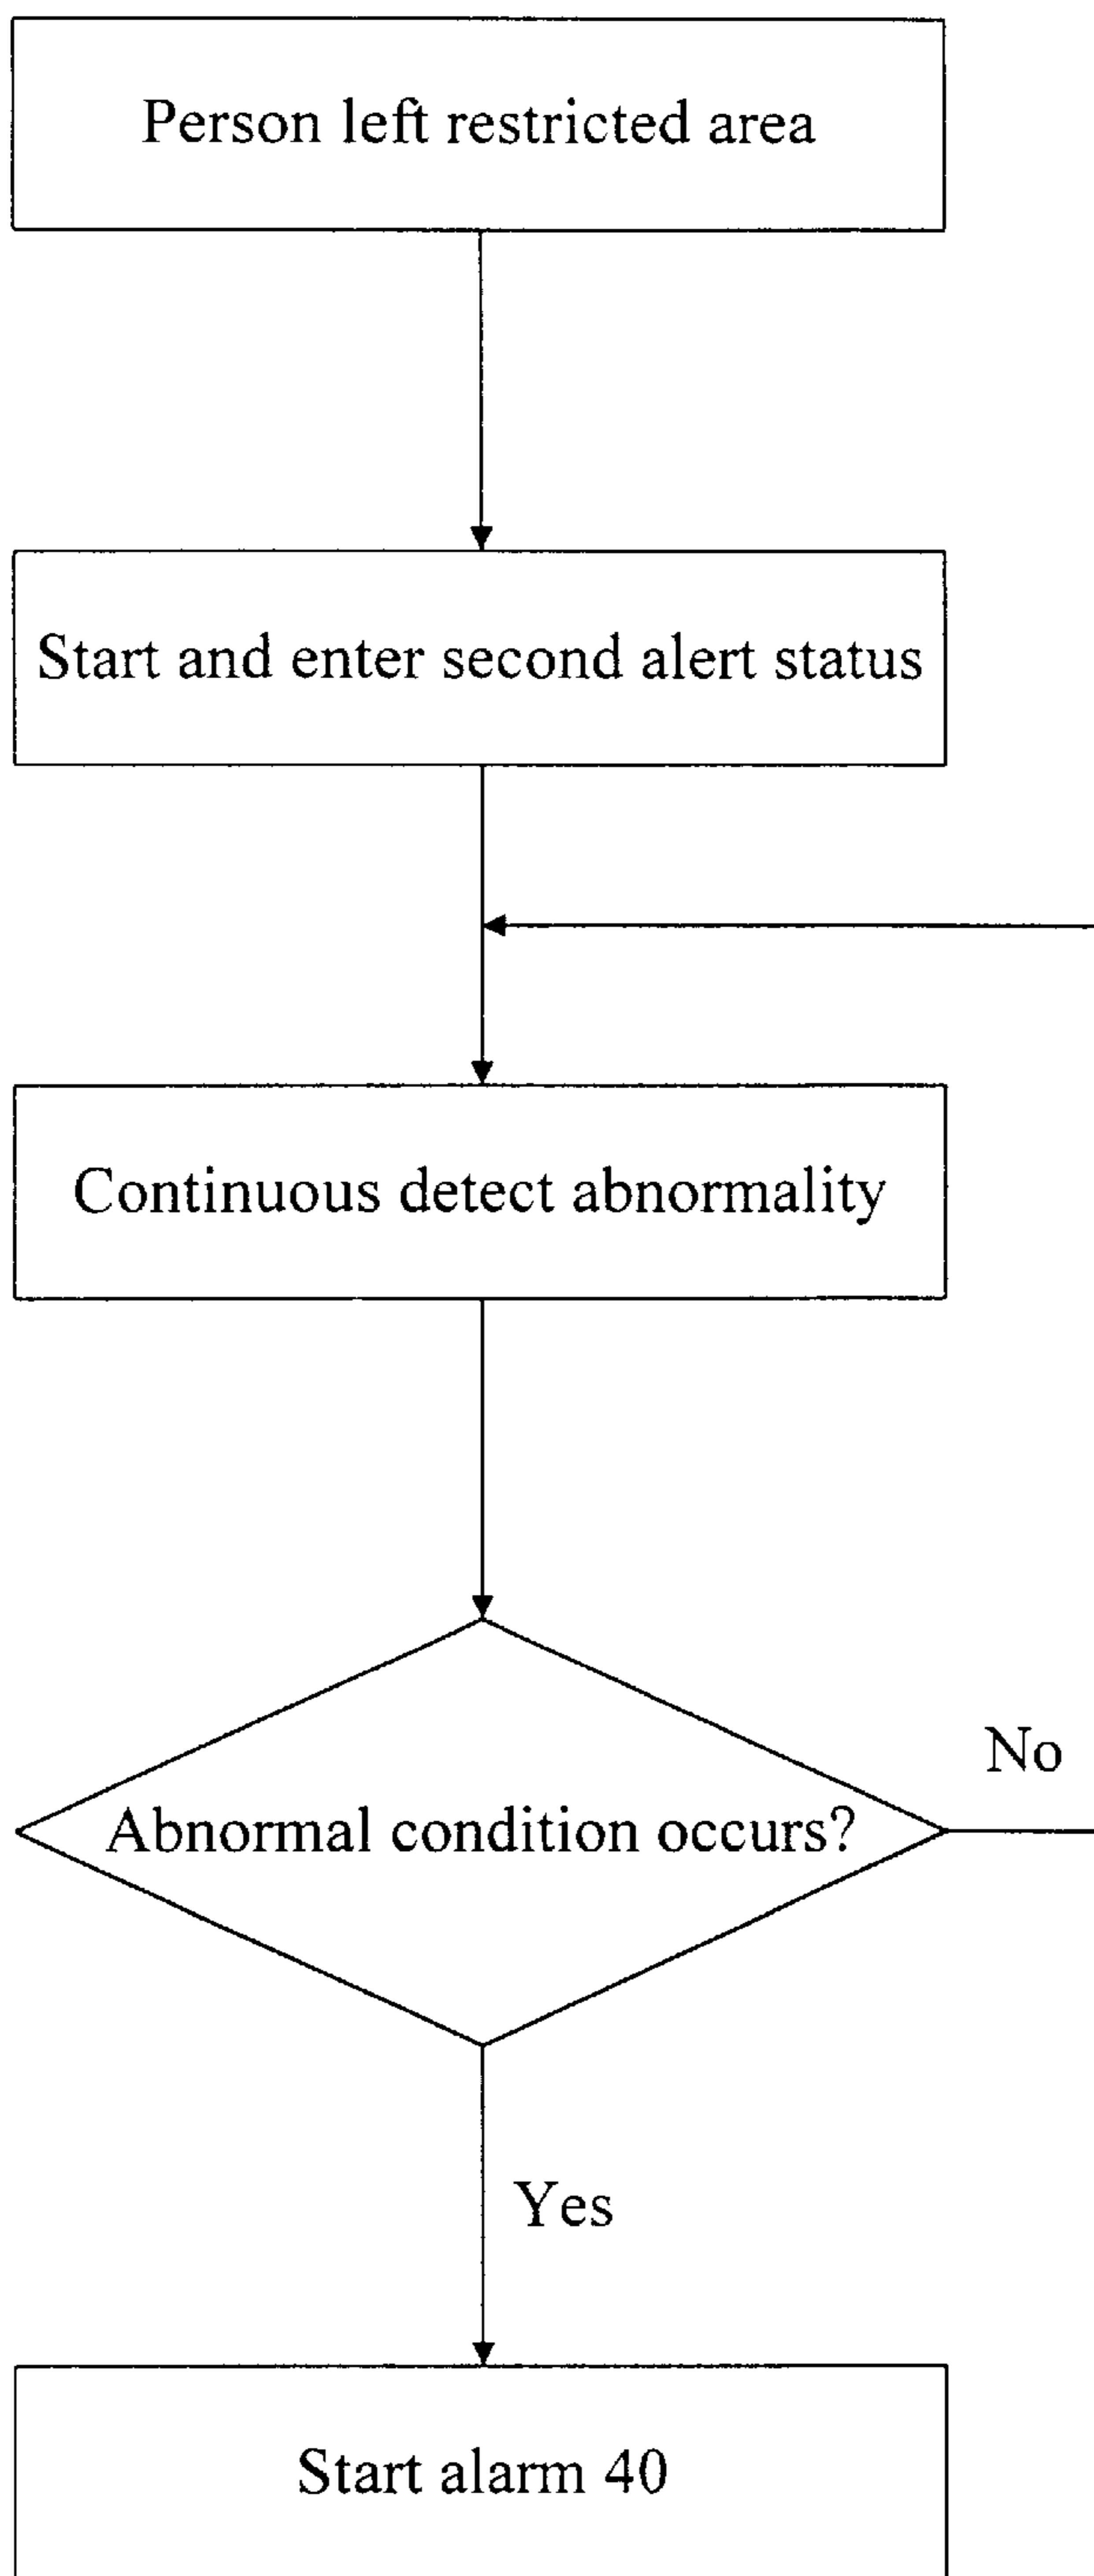 Person left restricted area
Start and enter second alert status
Continuous detect abnormality
Abnormal condition occurs?
No
Yes
Start alarm 40